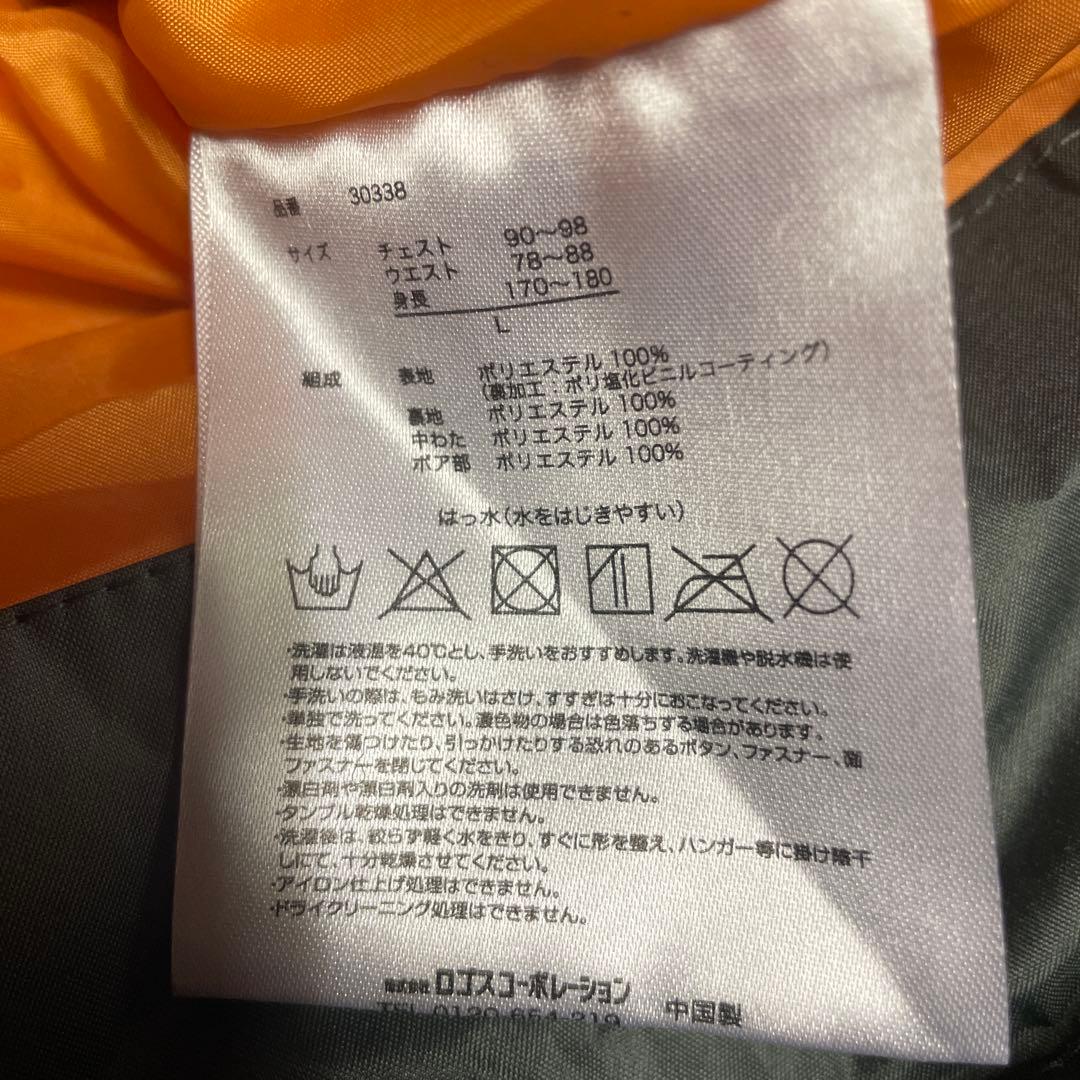 品番 30338
サイズ チェスト 90～98
ウエスト 78～88
身長 170～180
L
組成 表地 ポリエステル 100%
(裏加工：ポリ塩化ビニルコーティング)
裏地 ポリエステル 100%
中わた ポリエステル 100%
ボア部 ポリエステル 100%
はっ水(水をはじきやすい)
・洗濯は液温を40℃とし、手洗いをおすすめします。洗濯機や脱水機は使
用しないでください。
・手洗いの際は、もみ洗いはさけ、すすぎは十分におこなってください。
・単独で洗ってください。濃色物の場合は色落ちする場合があります。
・生地を傷つけたり、引っかけたりする恐れのあるボタン、ファスナー、面
ファスナーを閉じてください。
・漂白剤や漂白剤入りの洗剤は使用できません。
・タンブル乾燥処理はできません。
・洗濯後は、絞らず軽く水をきり、すぐに形を整え、ハンガー等に掛け陰干
しにて、十分乾燥させてください。
・アイロン仕上げ処理はできません。
・ドライクリーニング処理はできません。
株式会社 ロゴスコーポレーション 中国製
TEL 0120-654-219